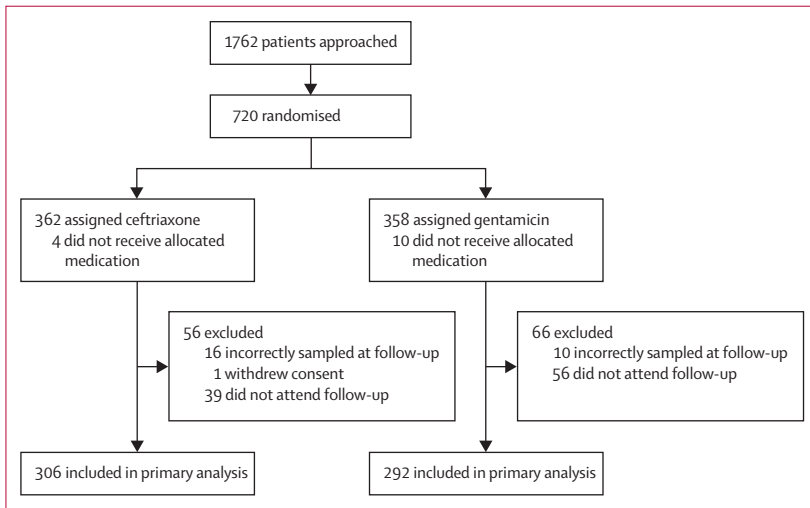 1762 patients approached
720 randomised
362 assigned ceftriaxone
4 did not receive allocated
medication
358 assigned gentamicin
10 did not receive allocated
medication
56 excluded
16 incorrectly sampled at follow-up
1 withdrew consent
39 did not attend follow-up
66 excluded
10 incorrectly sampled at follow-up
56 did not attend follow-up
306 included in primary analysis
292 included in primary analysis